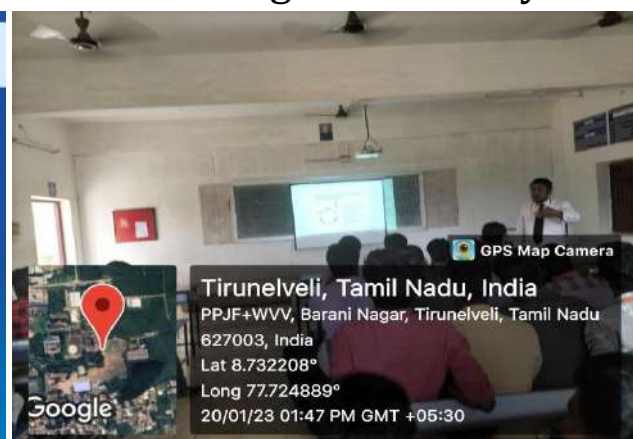 GPS Map Camera
Tirunelveli, Tamil Nadu, India
PPJF+WVV, Barani Nagar, Tirunelveli, Tamil Nadu
627003, India
Lat 8.732208°
Long 77.724889°
20/01/23 01:47 PM GMT +05:30
Google